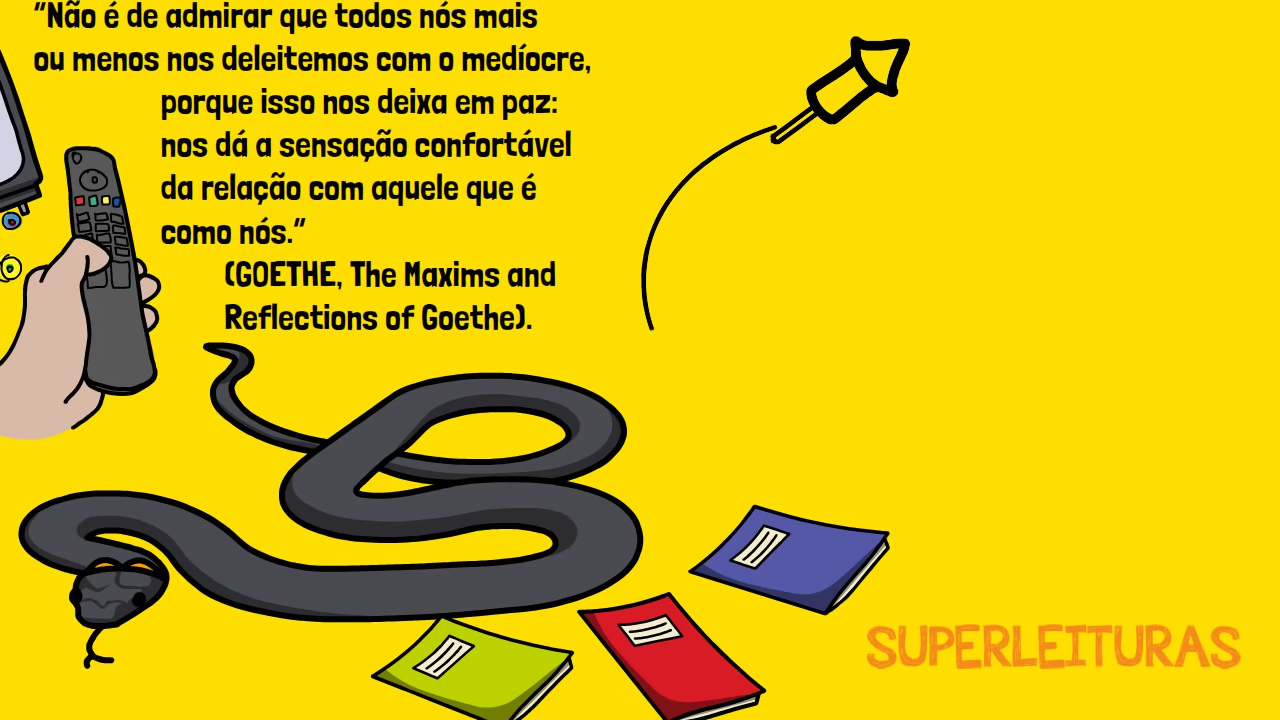 “Não é de admirar que todos nós mais
ou menos nos deleitemos com o medíocre,
porque isso nos deixa em paz:
nos dá a sensação confortável
da relação com aquele que é
como nós.”
(GOETHE, The Maxims and
Reflections of Goethe).
SUPERLEITURAS